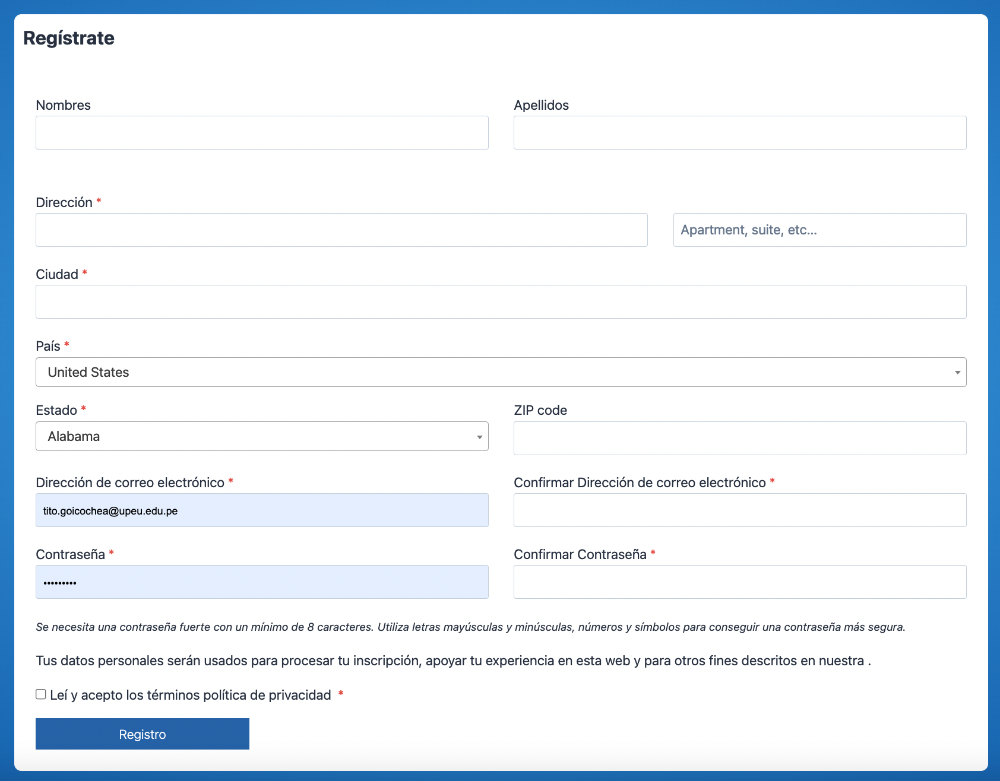 Regístrate
Nombres
Apellidos
Dirección *
Apartment, suite, etc...
Ciudad *
País *
United States
Estado *
ZIP code
Alabama
Dirección de correo electrónico *
Confirmar Dirección de correo electrónico *
tito.goicochea@upeu.edu.pe
Contraseña *
Confirmar Contraseña *
•••••••••
Se necesita una contraseña fuerte con un mínimo de 8 caracteres. Utiliza letras mayúsculas y minúsculas, números y símbolos para conseguir una contraseña más segura.
Tus datos personales serán usados para procesar tu inscripción, apoyar tu experiencia en esta web y para otros fines descritos en nuestra .
Leí y acepto los términos política de privacidad *
Registro